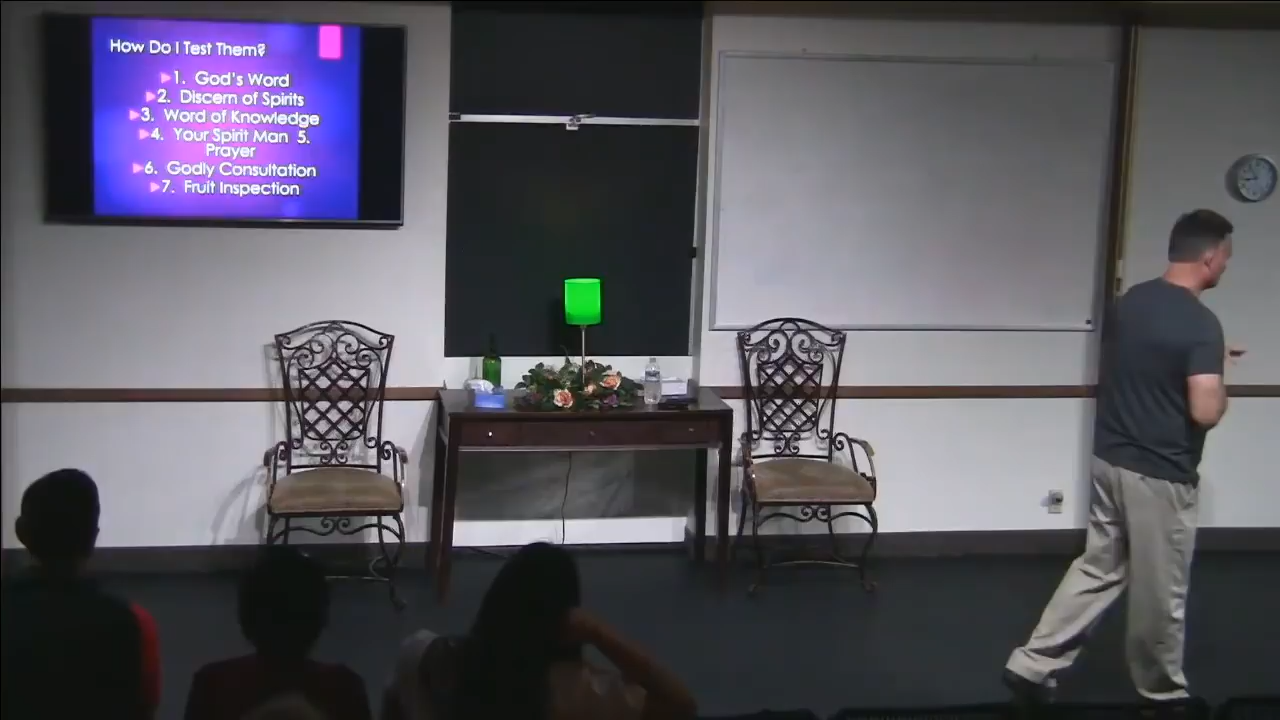 How Do I Test Them?
1. God's Word
2. Discern of Spirits
3. Word of Knowledge
4. Your Spirit Man 5.
Prayer
6. Godly Consultation
7. Fruit Inspection